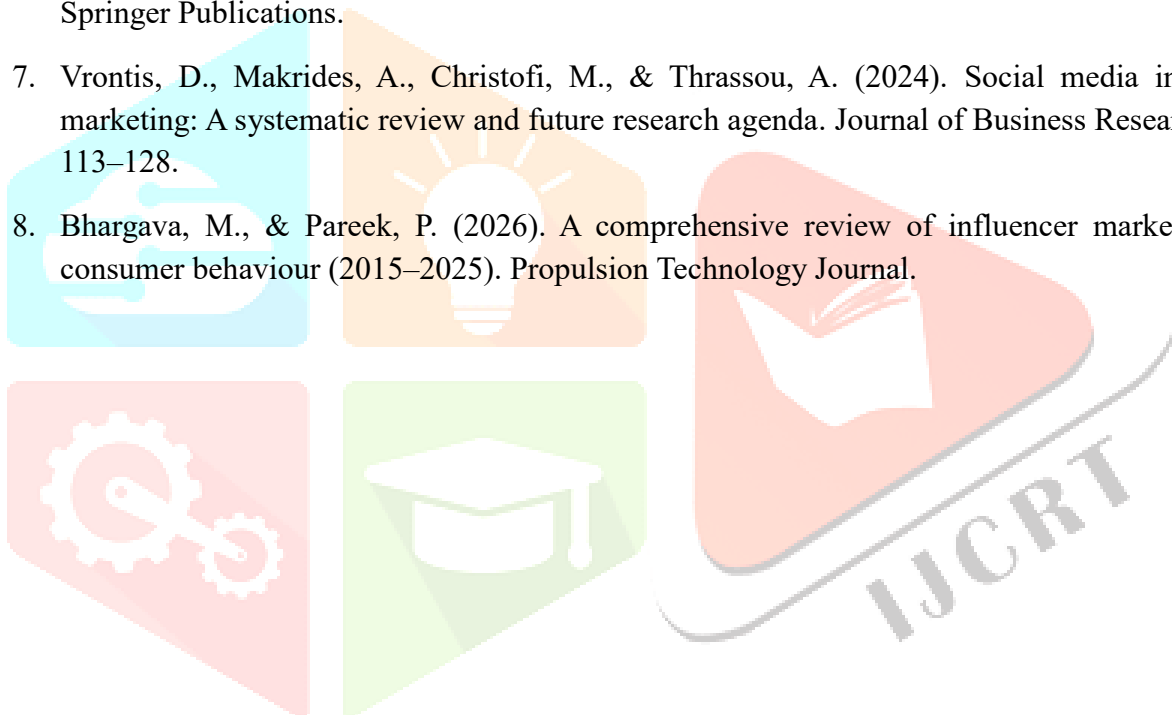 Springer Publications.
7. Vrontis, D., Makrides, A., Christofi, M., & Thrassou, A. (2024). Social media in
marketing: A systematic review and future research agenda. Journal of Business Resear
113–128.
8. Bhargava, M., & Pareek, P. (2026). A comprehensive review of influencer marke
consumer behaviour (2015–2025). Propulsion Technology Journal.
IJCRT